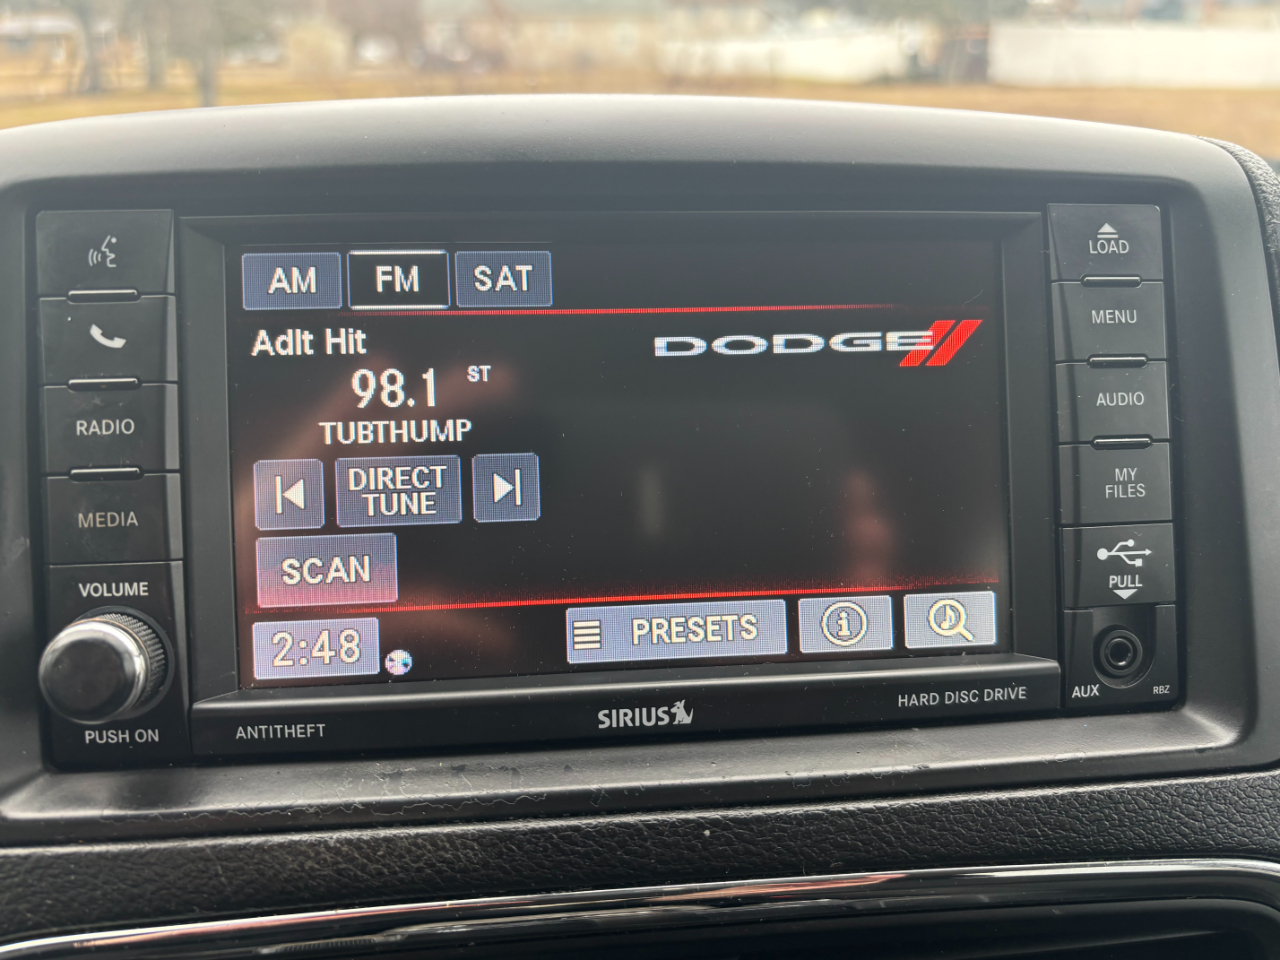 AM FM SAT
Adlt Hit
DODGE
98.1 ST
TUBTHUMP
DIRECT
TUNE
SCAN
2:48
PRESETS
i
RADIO
MEDIA
VOLUME
PUSH ON
LOAD
MENU
AUDIO
MY
FILES
PULL
AUX
RBZ
ANTITHEFT
SIRIUS
HARD DISC DRIVE